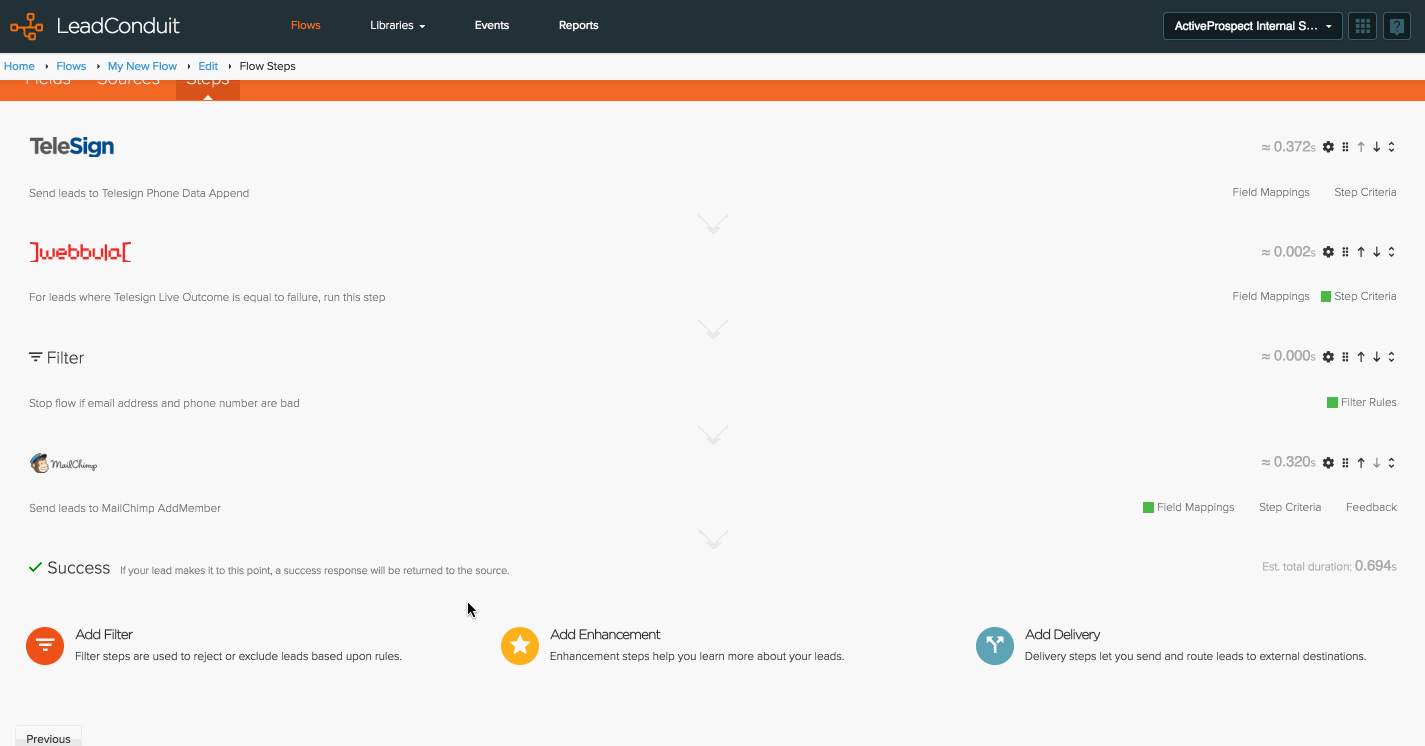 LeadConduit Flows Libraries Events Reports ActiveProspect Internal S...
Home Flows My New Flow Edit Flow Steps
Fields Sources Steps
TeleSign ≈ 0.372s
Send leads to Telesign Phone Data Append Field Mappings Step Criteria
]webbula[ ≈ 0.002s
For leads where Telesign Live Outcome is equal to failure, run this step Field Mappings Step Criteria
Filter ≈ 0.000s
Stop flow if email address and phone number are bad Filter Rules
MailChimp ≈ 0.320s
Send leads to MailChimp AddMember Field Mappings Step Criteria Feedback
Success If your lead makes it to this point, a success response will be returned to the source. Est. total duration: 0.694s
Add Filter
Filter steps are used to reject or exclude leads based upon rules.
Add Enhancement
Enhancement steps help you learn more about your leads.
Add Delivery
Delivery steps let you send and route leads to external destinations.
Previous